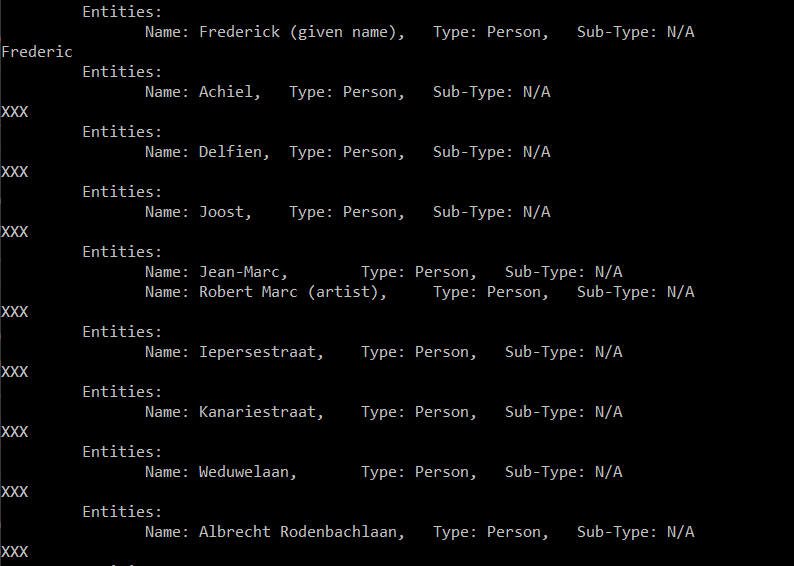 Entities:
Name: Frederick (given name), Type: Person, Sub-Type: N/A
Frederic
Entities:
Name: Achiel, Type: Person, Sub-Type: N/A
XXX
Entities:
Name: Delfien, Type: Person, Sub-Type: N/A
XXX
Entities:
Name: Joost, Type: Person, Sub-Type: N/A
XXX
Entities:
Name: Jean-Marc, Type: Person, Sub-Type: N/A
Name: Robert Marc (artist), Type: Person, Sub-Type: N/A
XXX
Entities:
Name: Iepersestraat, Type: Person, Sub-Type: N/A
XXX
Entities:
Name: Kanariestraat, Type: Person, Sub-Type: N/A
XXX
Entities:
Name: Weduwelaan, Type: Person, Sub-Type: N/A
XXX
Entities:
Name: Albrecht Rodenbachlaan, Type: Person, Sub-Type: N/A
XXX